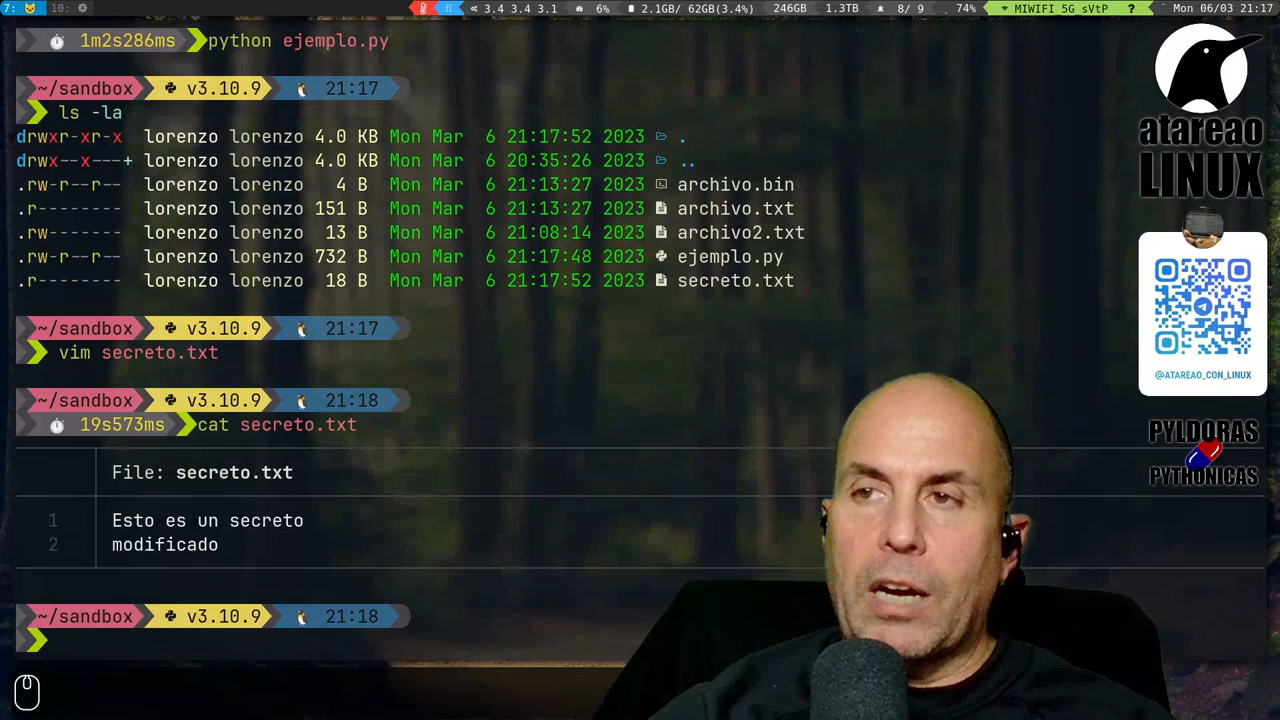 7: 10: 3.4 3.4 3.1 6% 2.1GB/ 62GB(3.4%) 246GB 1.3TB 8/ 9 74% MIWIFI 5G sVtP ? Mon 06/03 21:17
1m2s286ms python ejemplo.py
~/sandbox v3.10.9 21:17
ls -la
drwxr-xr-x lorenzo lorenzo 4.0 KB Mon Mar 6 21:17:52 2023 .
drwx--x---+ lorenzo lorenzo 4.0 KB Mon Mar 6 20:35:26 2023 ..
.rw-r--r-- lorenzo lorenzo 4 B Mon Mar 6 21:13:27 2023 archivo.bin
.r-------- lorenzo lorenzo 151 B Mon Mar 6 21:13:27 2023 archivo.txt
.rw------- lorenzo lorenzo 13 B Mon Mar 6 21:08:14 2023 archivo2.txt
.rw-r--r-- lorenzo lorenzo 732 B Mon Mar 6 21:17:48 2023 ejemplo.py
.r-------- lorenzo lorenzo 18 B Mon Mar 6 21:17:52 2023 secreto.txt
~/sandbox v3.10.9 21:17
vim secreto.txt
~/sandbox v3.10.9 21:18
19s573ms cat secreto.txt
File: secreto.txt
1 Esto es un secreto
2 modificado
~/sandbox v3.10.9 21:18
atareao
LINUX
@ATAREAO_CON_LINUX
PYLDORAS
PYTHONICAS